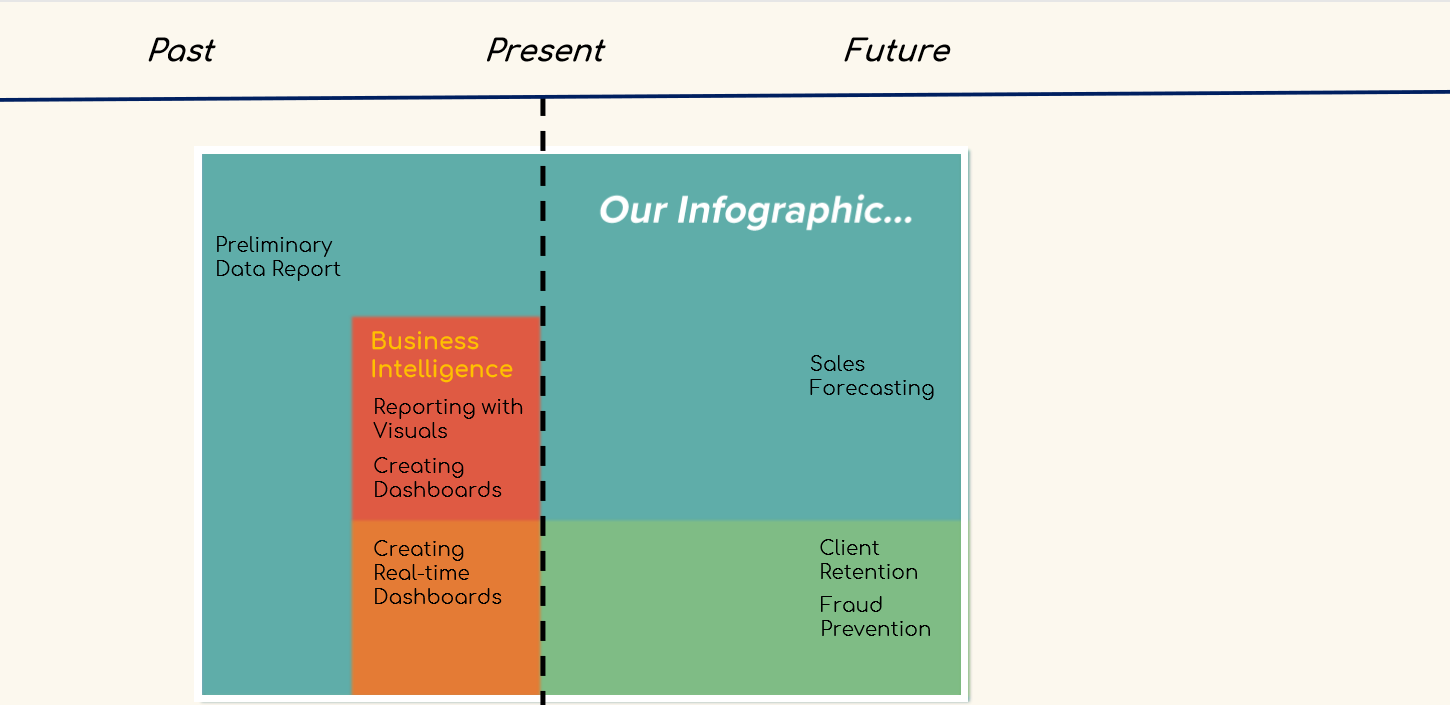 Past
Present
Future
Our Infographic...
Preliminary
Data Report
Business
Intelligence
Reporting with
Visuals
Creating
Dashboards
Sales
Forecasting
Creating
Real-time
Dashboards
Client
Retention
Fraud
Prevention